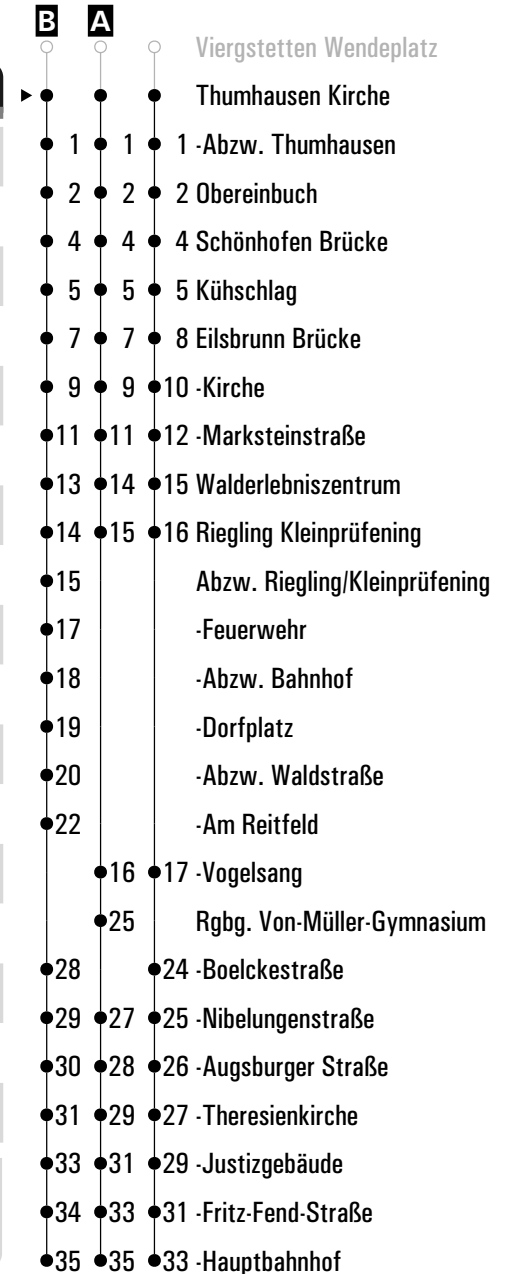 B A
Viergstetten Wendeplatz
Thumhausen Kirche
1 1 1 -Abzw. Thumhausen
2 2 2 Obereinbuch
4 4 4 Schönhofen Brücke
5 5 5 Kühschlag
7 7 8 Eilsbrunn Brücke
9 9 10 -Kirche
11 11 12 -Marksteinstraße
13 14 15 Walderlebniszentrum
14 15 16 Riegling Kleinprüfening
15 Abzw. Riegling/Kleinprüfening
17 -Feuerwehr
18 -Abzw. Bahnhof
19 -Dorfplatz
20 -Abzw. Waldstraße
22 -Am Reitfeld
16 17 -Vogelsang
25 Rgbg. Von-Müller-Gymnasium
28 24 -Boelckestraße
29 27 25 -Nibelungenstraße
30 28 26 -Augsburger Straße
31 29 27 -Theresienkirche
33 31 29 -Justizgebäude
34 33 31 -Fritz-Fend-Straße
35 35 33 -Hauptbahnhof